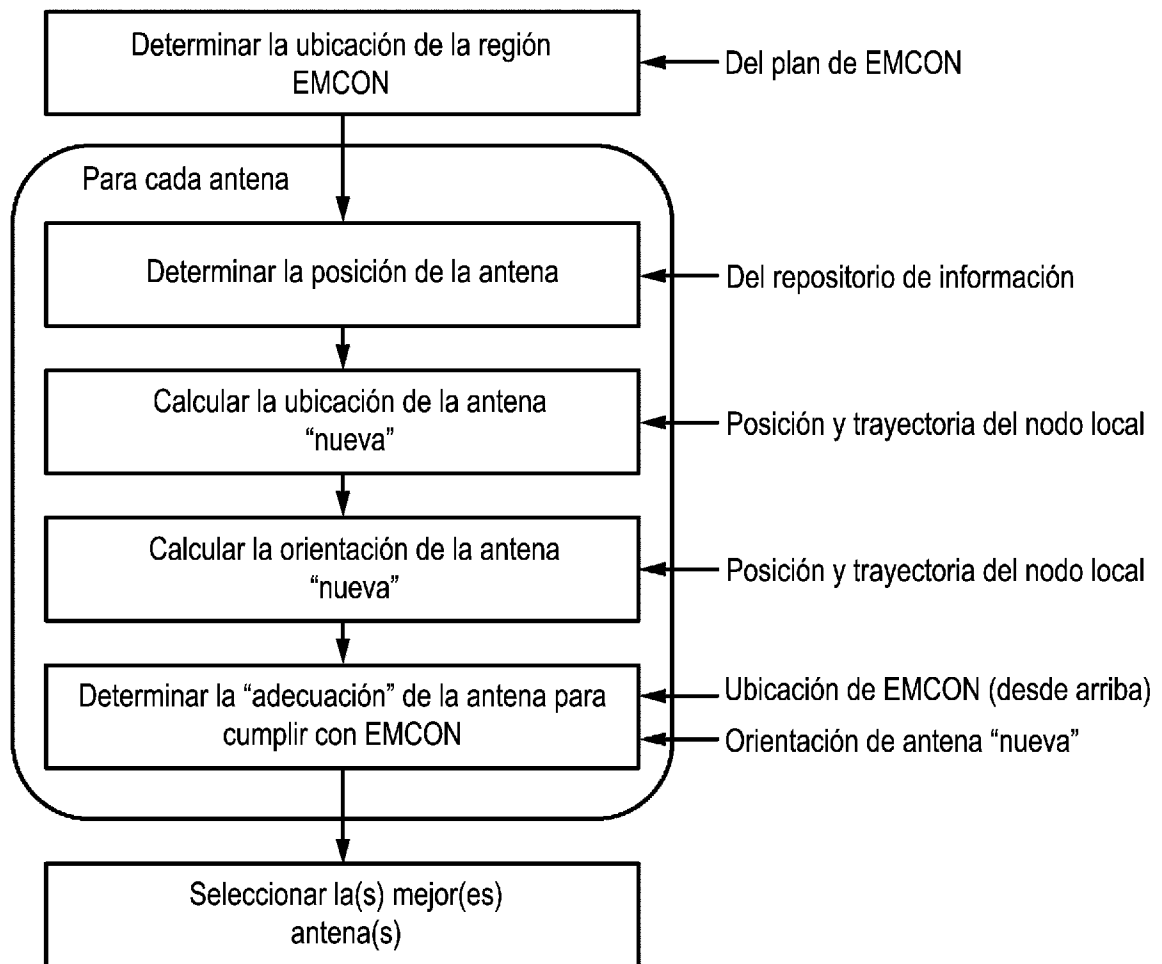 Determinar la ubicación de la región
EMCON
Del plan de EMCON
Para cada antena
Determinar la posición de la antena
Del repositorio de información
Calcular la ubicación de la antena
“nueva”
Posición y trayectoria del nodo local
Calcular la orientación de la antena
“nueva”
Posición y trayectoria del nodo local
Determinar la “adecuación” de la antena para
cumplir con EMCON
Ubicación de EMCON (desde arriba)
Orientación de antena “nueva”
Seleccionar la(s) mejor(es)
antena(s)